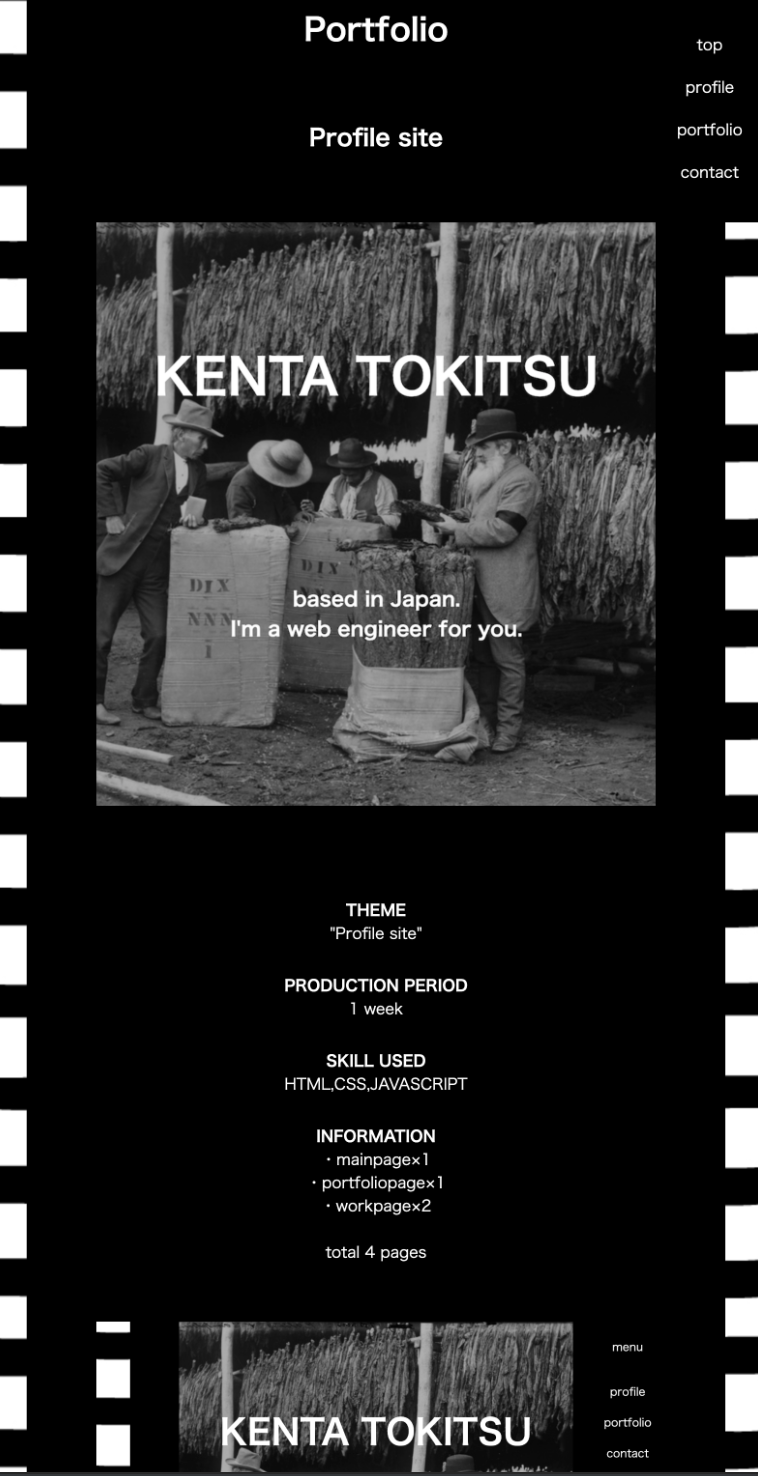 Portfolio
top
profile
portfolio
contact
Profile site
KENTA TOKITSU
DIX
NNN
I
DIX
based in Japan.
I'm a web engineer for you.
THEME
"Profile site"
PRODUCTION PERIOD
1 week
SKILL USED
HTML,CSS,JAVASCRIPT
INFORMATION
・mainpage×1
・portfoliopage×1
・workpage×2
total 4 pages
menu
profile
portfolio
contact
KENTA TOKITSU